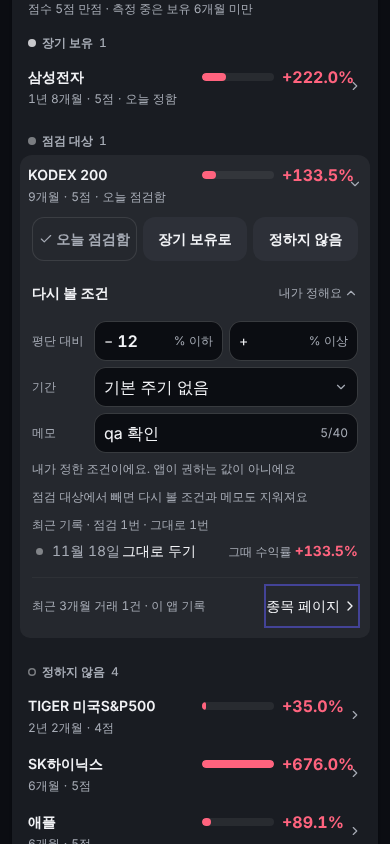 점수 5점 만점 · 측정 중은 보유 6개월 미만
장기 보유 1
삼성전자 +222.0%
1년 8개월 · 5점 · 오늘 정함
점검 대상 1
KODEX 200 +133.5%
9개월 · 5점 · 오늘 점검함
오늘 점검함 장기 보유로 정하지 않음
다시 볼 조건 내가 정해요
평단 대비 − 12 % 이하 + % 이상
기간 기본 주기 없음
메모 qa 확인 5/40
내가 정한 조건이에요. 앱이 권하는 값이 아니에요
점검 대상에서 빼면 다시 볼 조건과 메모도 지워져요
최근 기록 · 점검 1번 · 그대로 1번
11월 18일 그대로 두기 그때 수익률 +133.5%
최근 3개월 거래 1건 · 이 앱 기록 종목 페이지
정하지 않음 4
TIGER 미국S&P500 +35.0%
2년 2개월 · 4점
SK하이닉스 +676.0%
6개월 · 5점
애플 +89.1%
6개월 · 5점